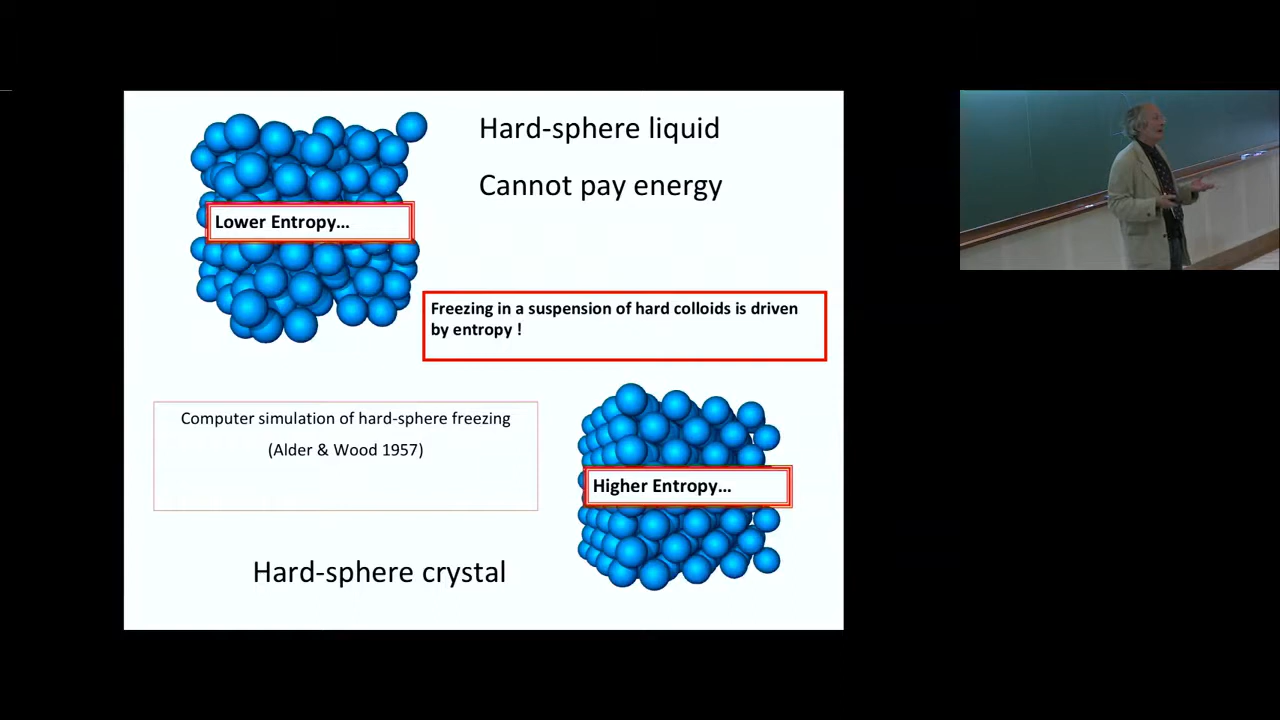 Hard-sphere liquid
Cannot pay energy
Lower Entropy…
Freezing in a suspension of hard colloids is driven
by entropy !
Computer simulation of hard-sphere freezing
(Alder & Wood 1957)
Higher Entropy…
Hard-sphere crystal